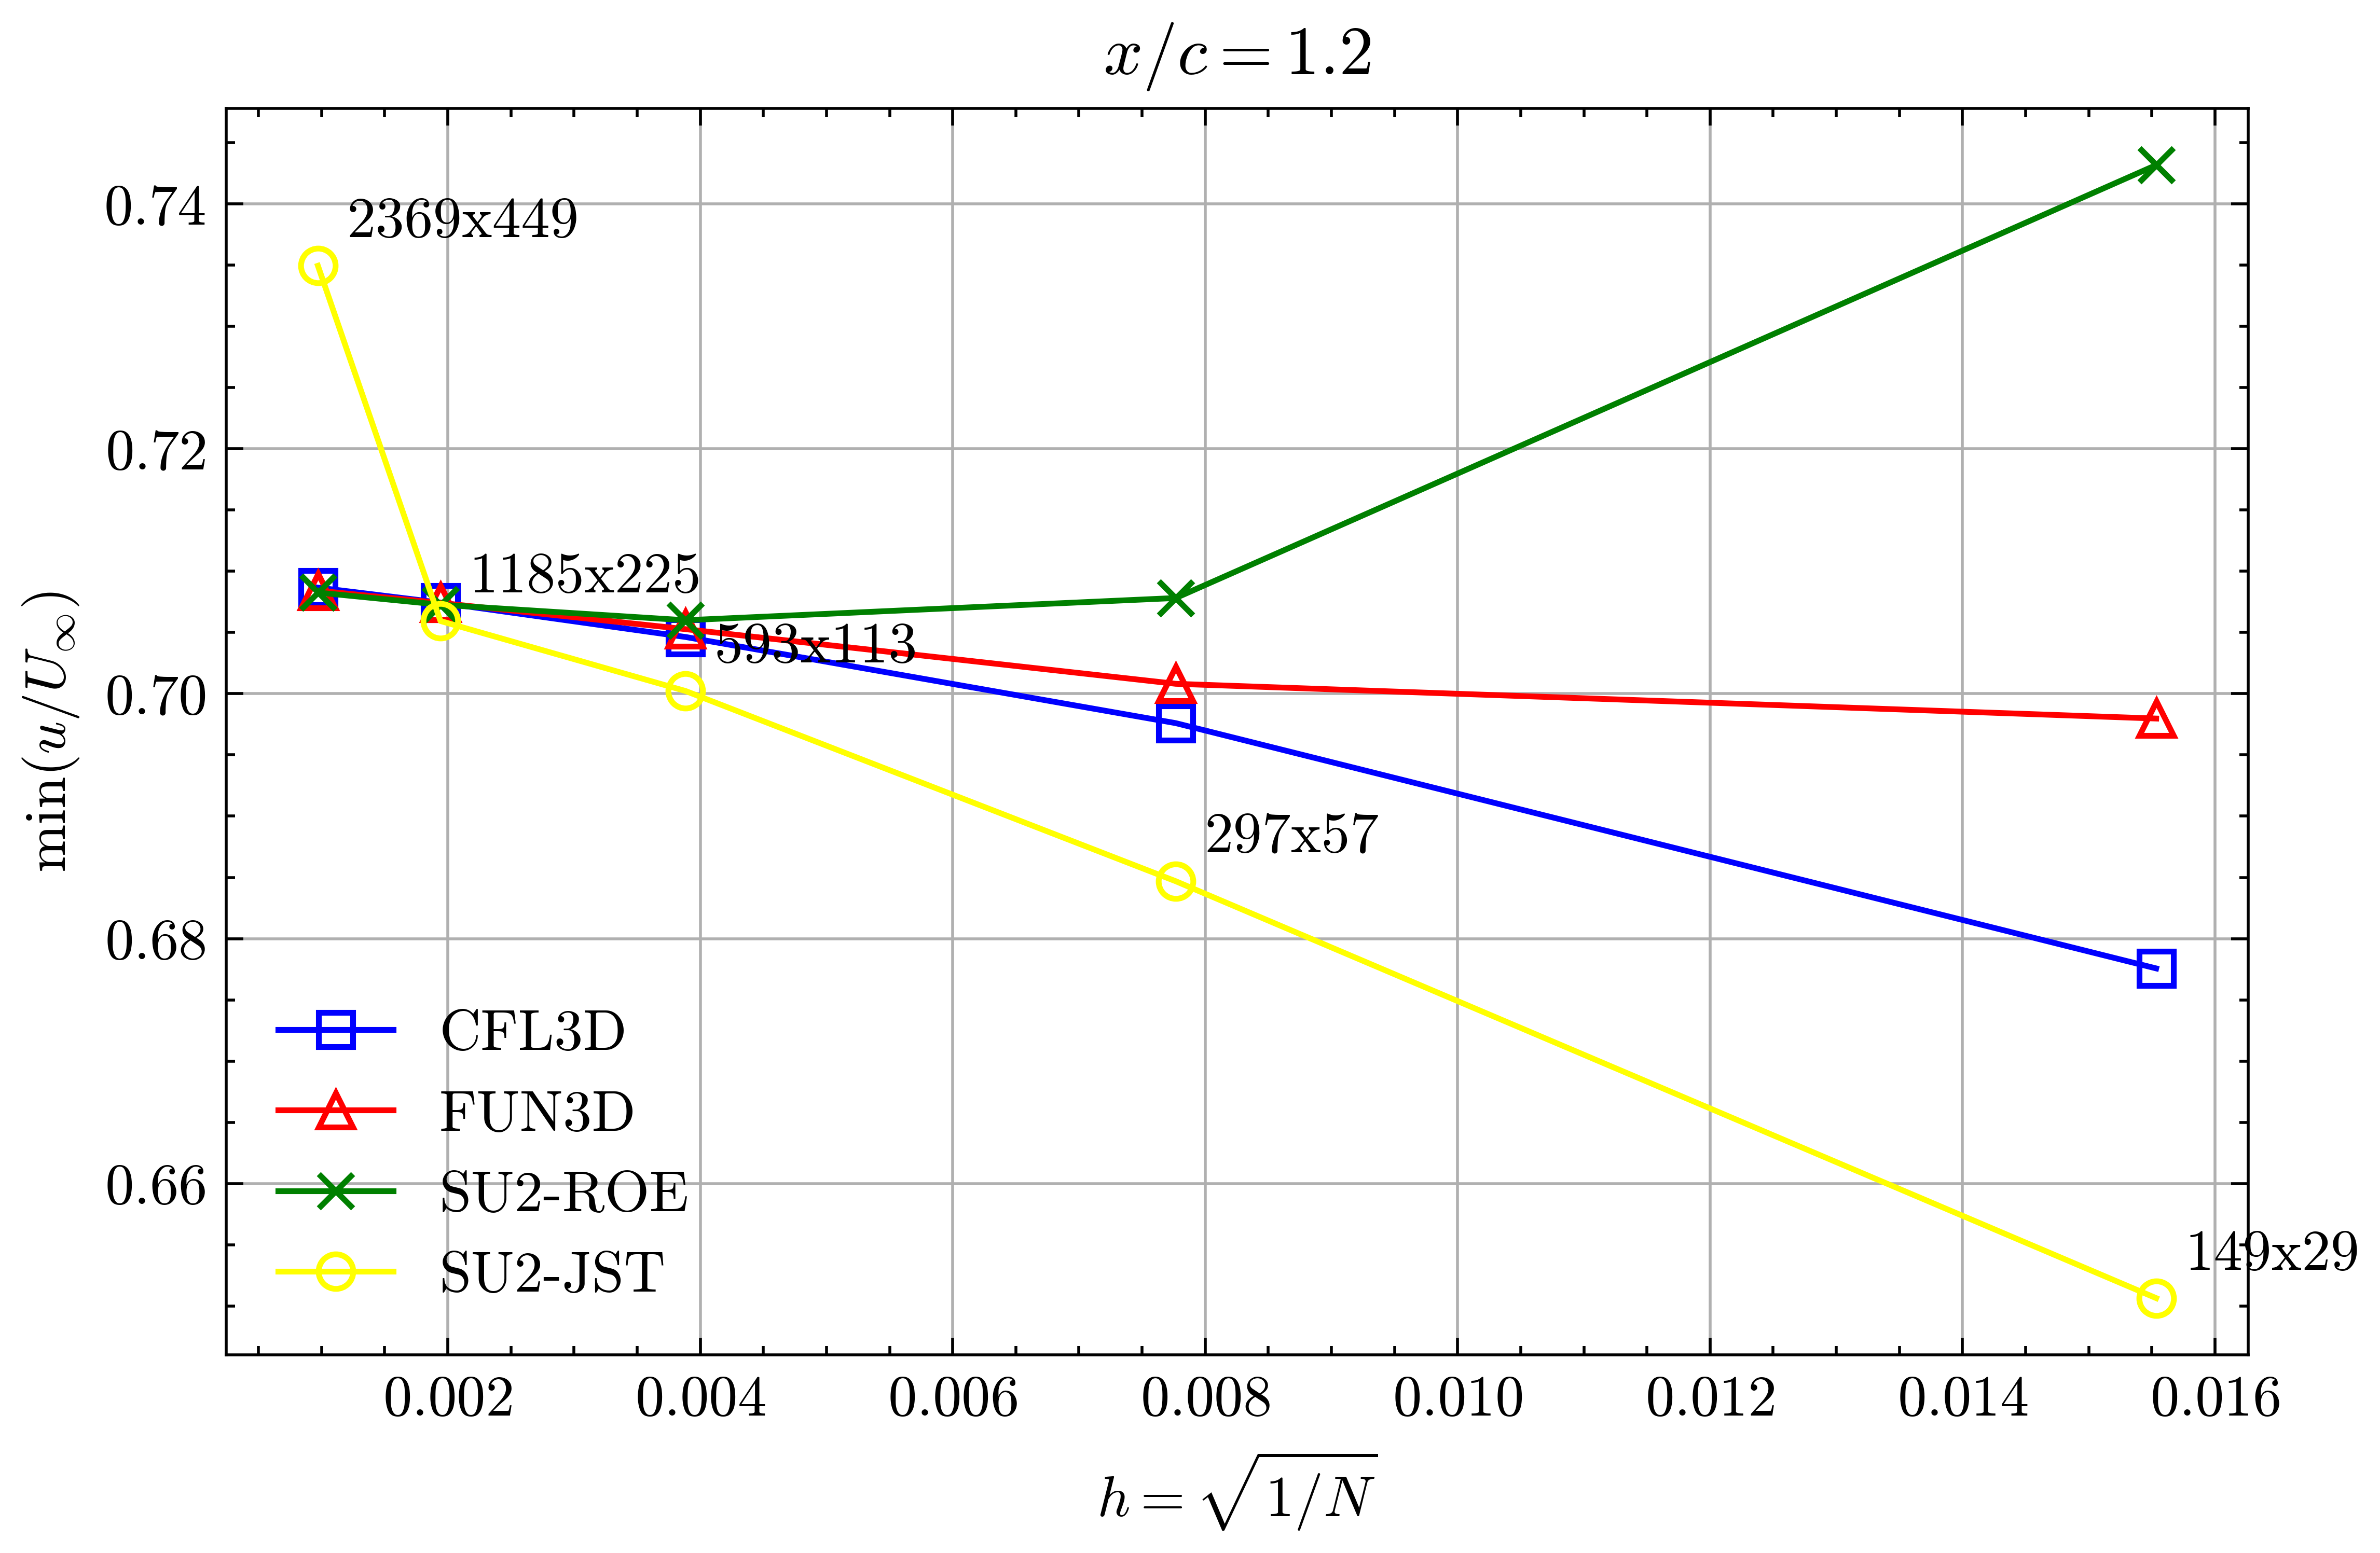 x/c = 1.2
min(u/U∞)
0.74
0.72
0.70
0.68
0.66
2369x449
1185x225
593x113
297x57
149x29
CFL3D
FUN3D
SU2-ROE
SU2-JST
0.002 0.004 0.006 0.008 0.010 0.012 0.014 0.016
h = √1/N